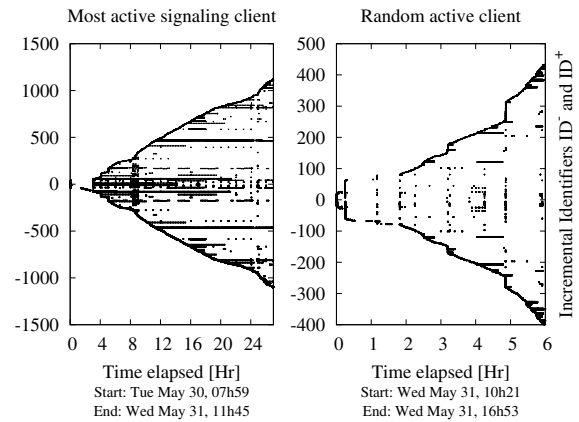 Most active signaling client
1500
1000
500
0
-500
-1000
-1500
0 4 8 12 16 20 24
Time elapsed [Hr]
Start: Tue May 30, 07h59
End: Wed May 31, 11h45
Random active client
500
400
300
200
100
0
-100
-200
-300
-400
0 1 2 3 4 5 6
Time elapsed [Hr]
Start: Wed May 31, 10h21
End: Wed May 31, 16h53
Incremental Identifiers ID⁻ and ID⁺